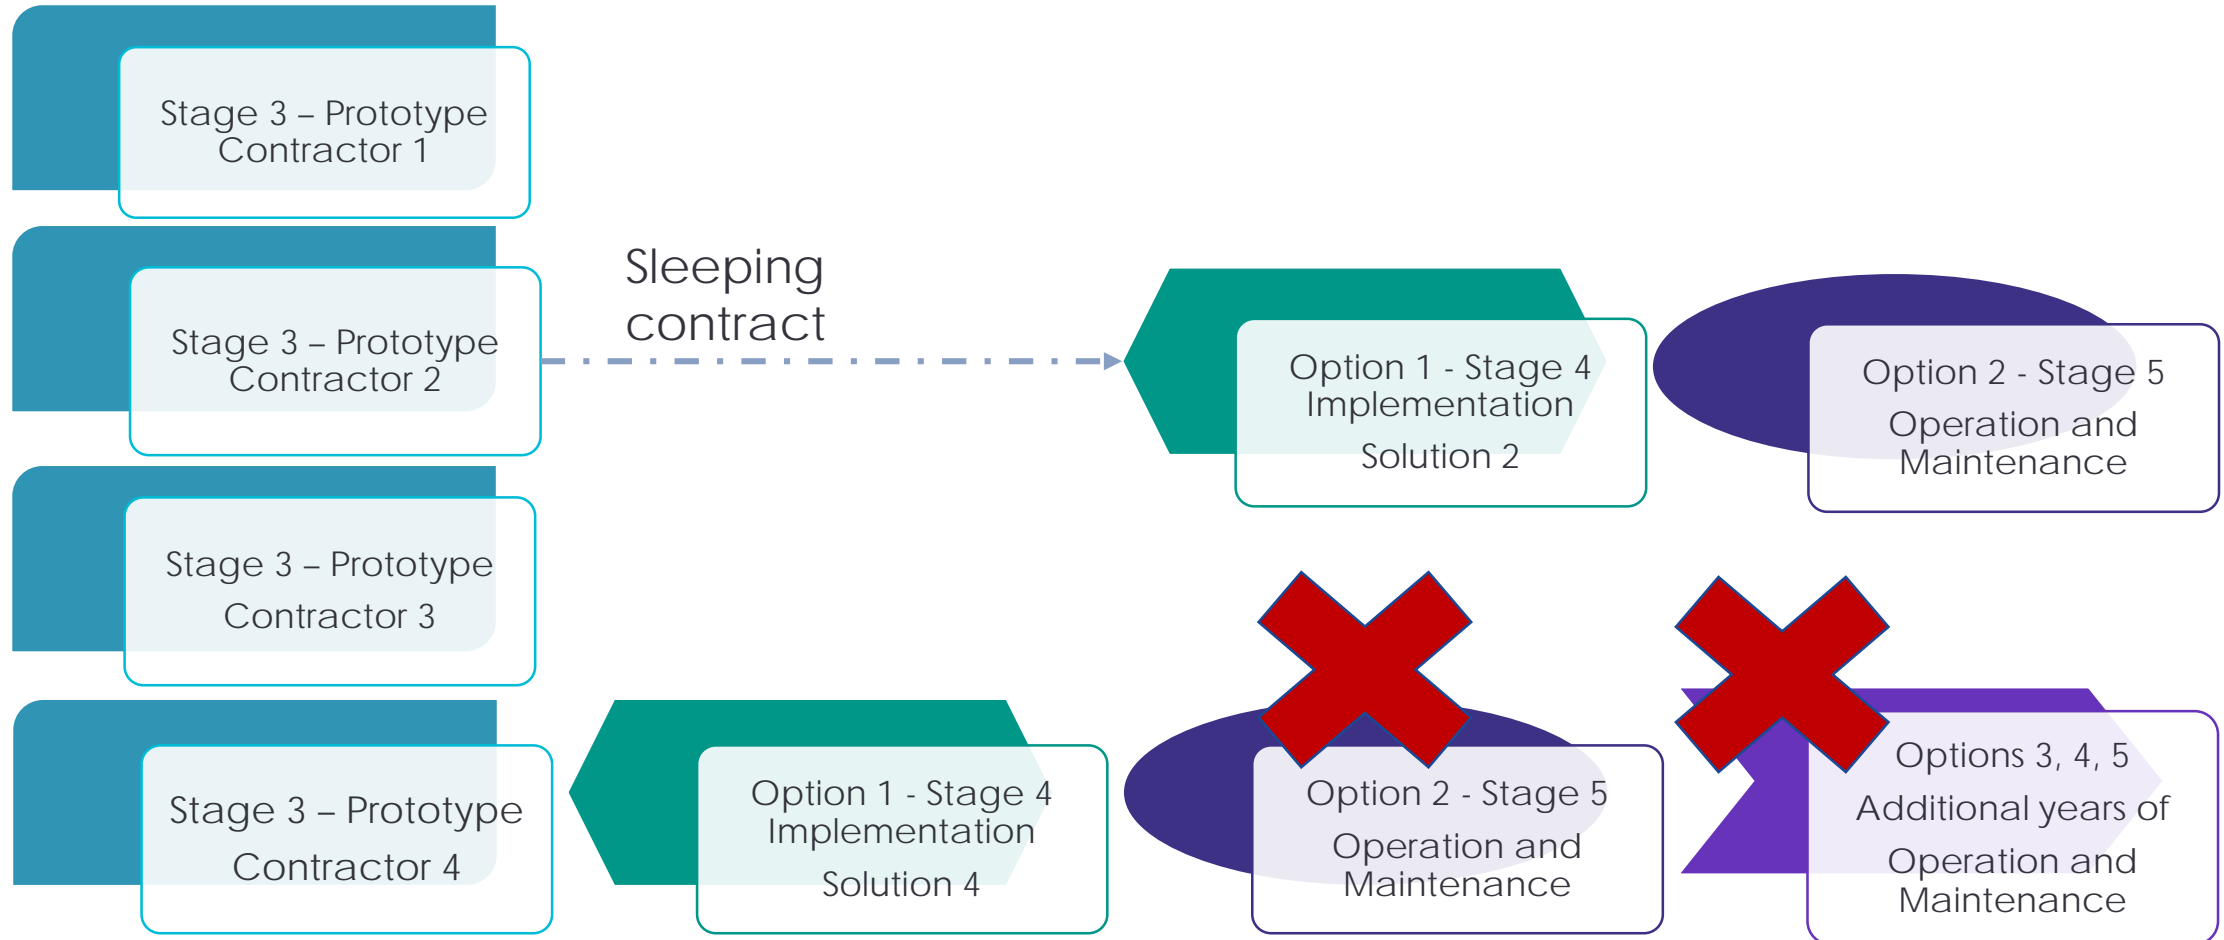 Stage 3 – Prototype
Contractor 1
Stage 3 – Prototype
Contractor 2
Sleeping
contract
Option 1 - Stage 4
Implementation
Solution 2
Option 2 - Stage 5
Operation and
Maintenance
Stage 3 – Prototype
Contractor 3
Stage 3 – Prototype
Contractor 4
Option 1 - Stage 4
Implementation
Solution 4
Option 2 - Stage 5
Operation and
Maintenance
Options 3, 4, 5
Additional years of
Operation and
Maintenance